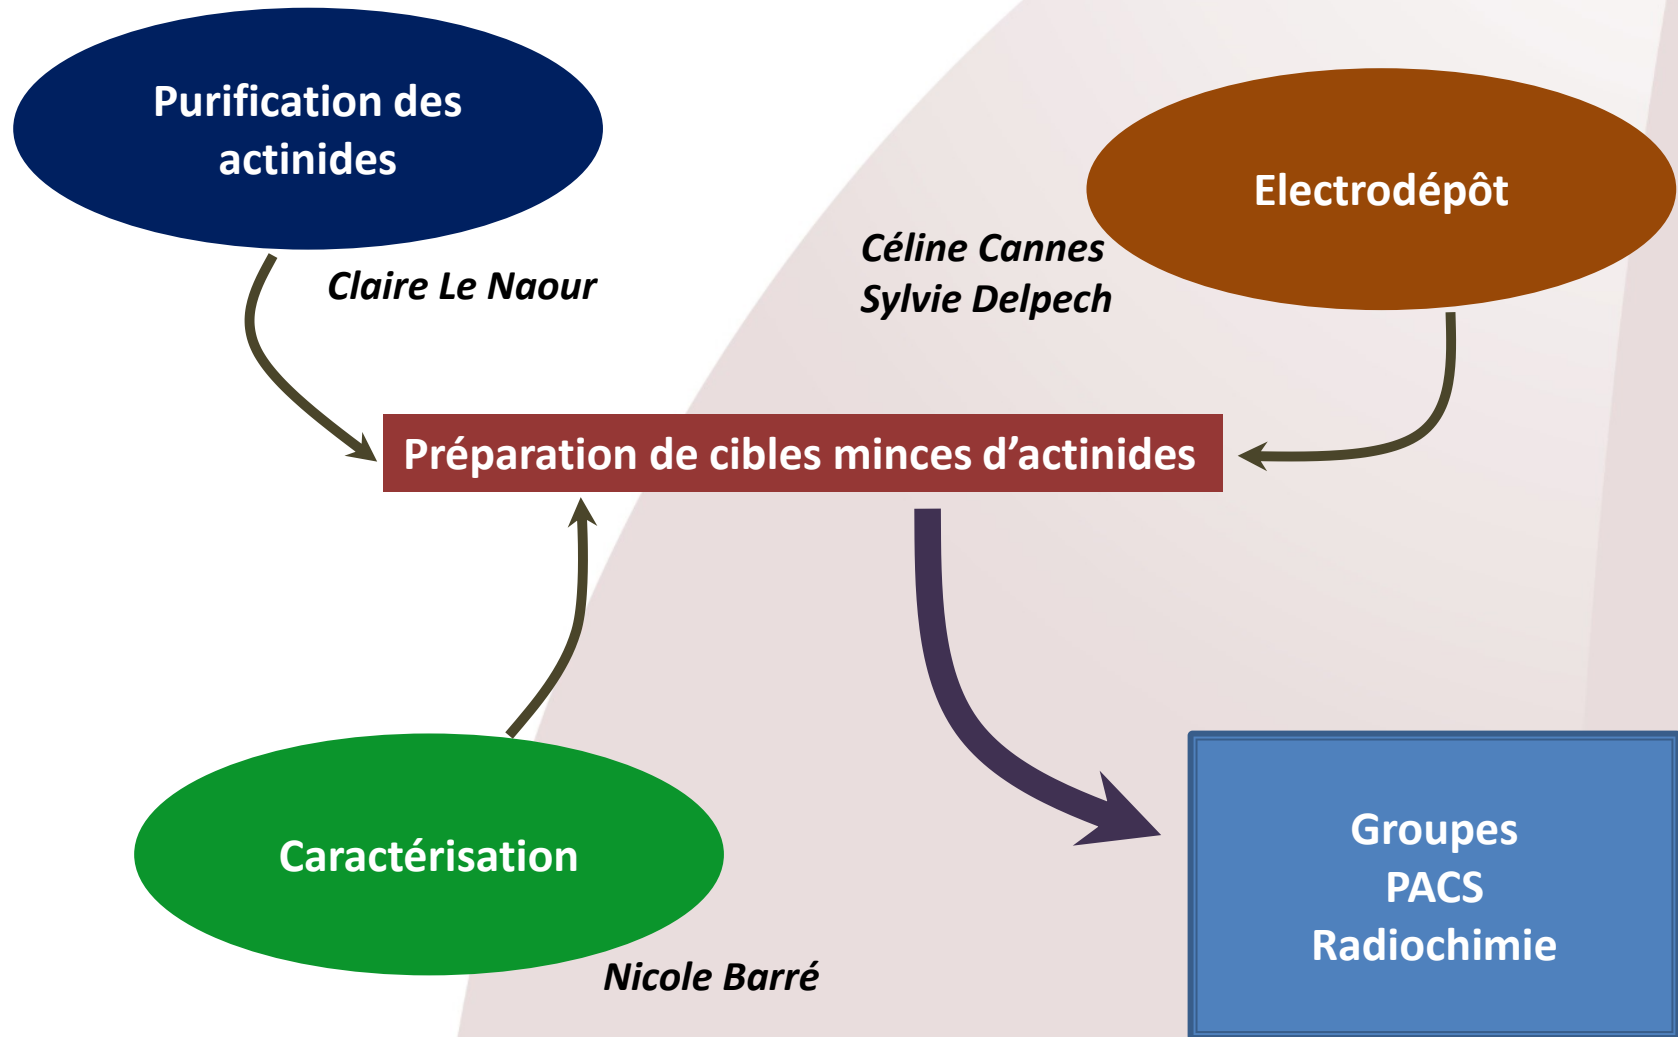 Purification des
actinides
Electrodépôt
Claire Le Naour
Céline Cannes
Sylvie Delpech
Préparation de cibles minces d’actinides
Caractérisation
Nicole Barré
Groupes
PACS
Radiochimie